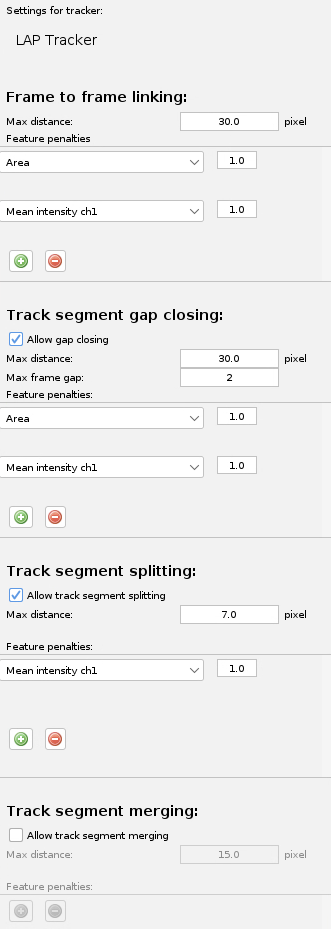 Settings for tracker:
LAP Tracker
Frame to frame linking:
Max distance: 30.0 pixel
Feature penalties
Area 1.0
Mean intensity ch1 1.0
Track segment gap closing:
Allow gap closing
Max distance: 30.0 pixel
Max frame gap: 2
Feature penalties:
Area 1.0
Mean intensity ch1 1.0
Track segment splitting:
Allow track segment splitting
Max distance: 7.0 pixel
Feature penalties:
Mean intensity ch1 1.0
Track segment merging:
Allow track segment merging
Max distance: 15.0 pixel
Feature penalties: